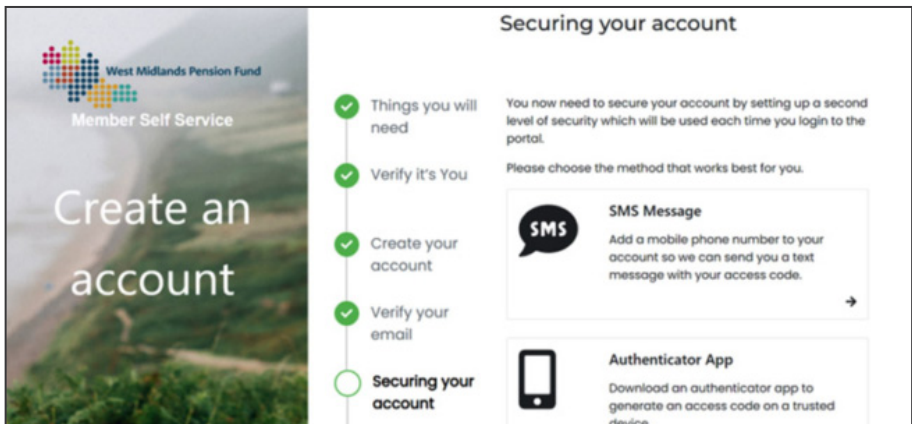 Securing your account
West Midlands Pension Fund
Member Self Service
Create an
account
Things you will
need
Verify it's You
Create your
account
Verify your
email
Securing your
account
You now need to secure your account by setting up a second
level of security which will be used each time you login to the
portal.
Please choose the method that works best for you.
SMS
SMS Message
Add a mobile phone number to your
account so we can send you a text
message with your access code.
Authenticator App
Download an authenticator app to
generate an access code on a trusted
device.